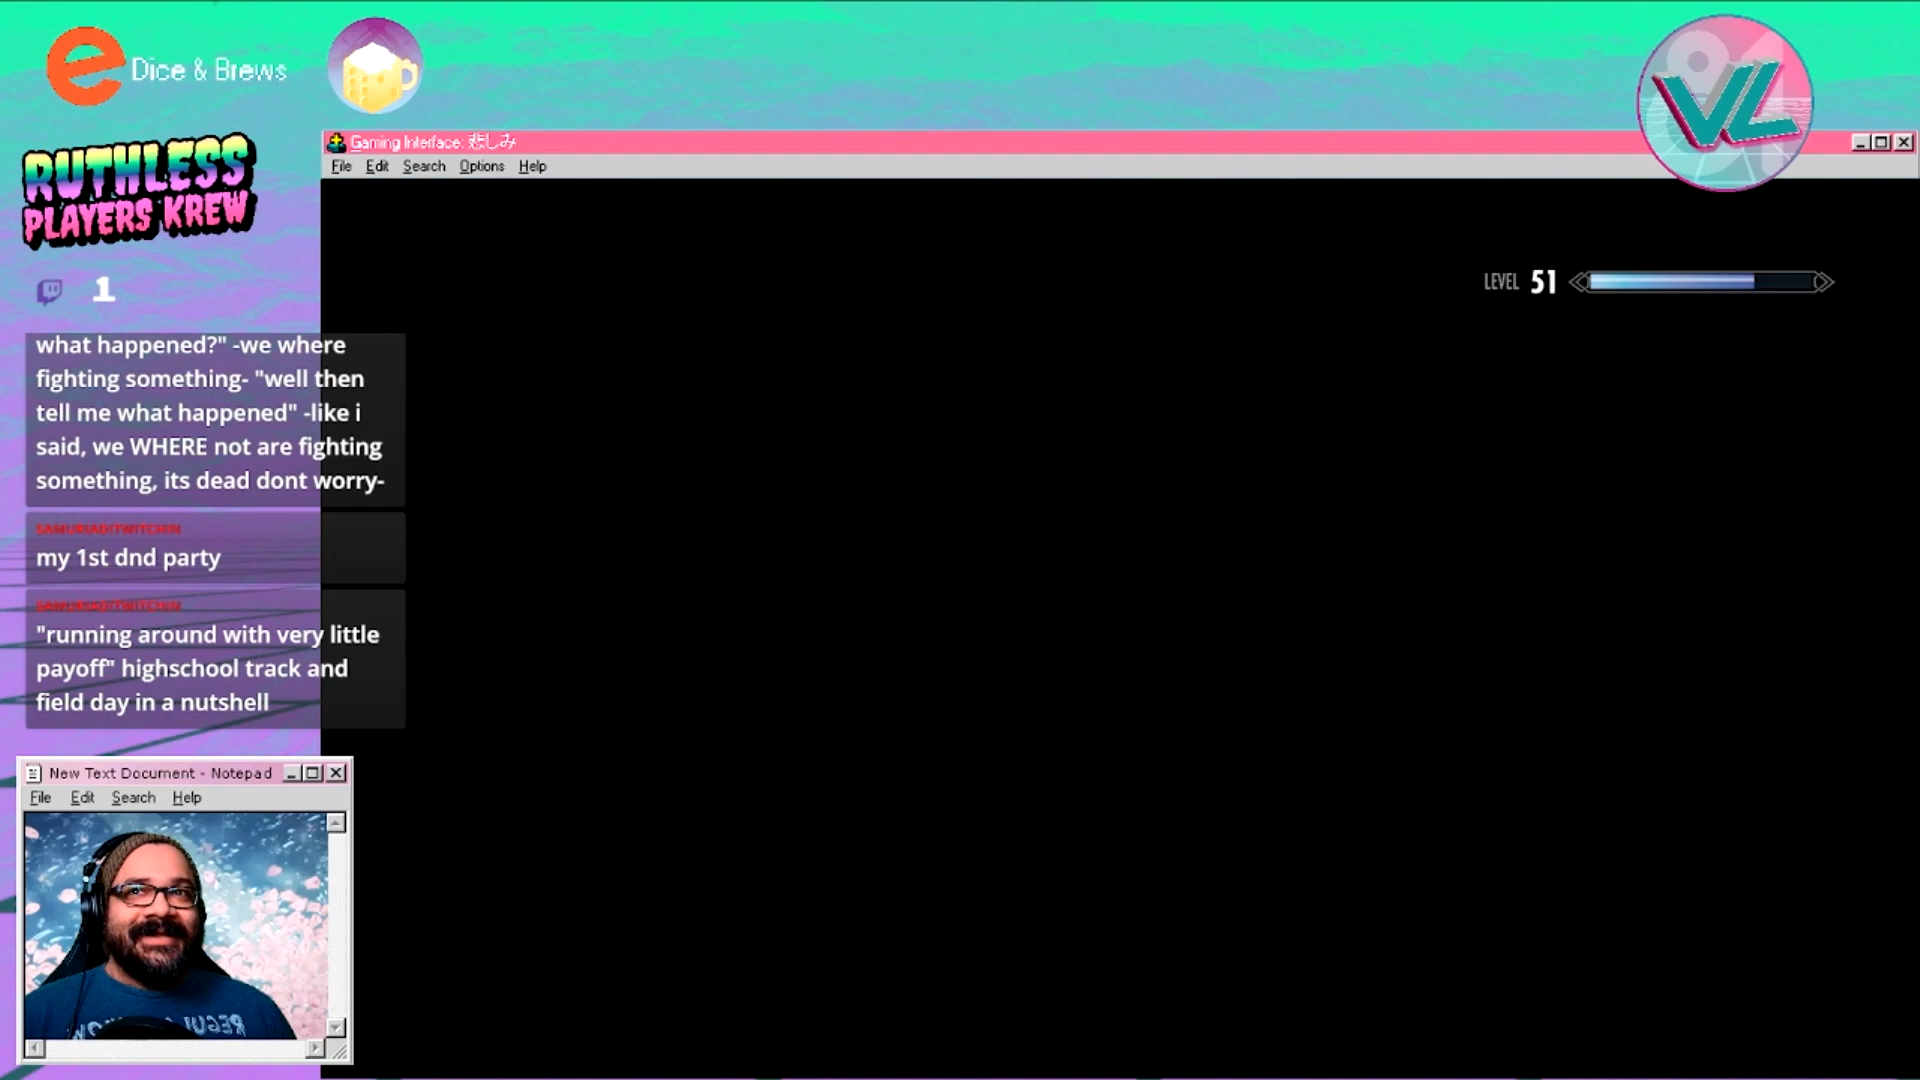 Dice & Brews
RUTHLESS
PLAYERS KREW
Gaming Interface: 悲しみ
File Edit Search Options Help
LEVEL 51
1
what happened?" -we where
fighting something- "well then
tell me what happened" -like i
said, we WHERE not are fighting
something, its dead dont worry-
my 1st dnd party
"running around with very little
payoff" highschool track and
field day in a nutshell
New Text Document - Notepad
File Edit Search Help
VL